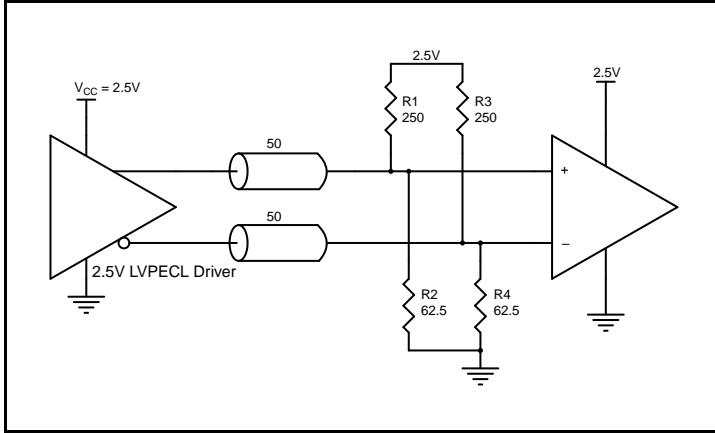 2.5V
V_CC = 2.5V
2.5V
R1
250
R3
250
50
+
50
−
2.5V LVPECL Driver
R2
62.5
R4
62.5